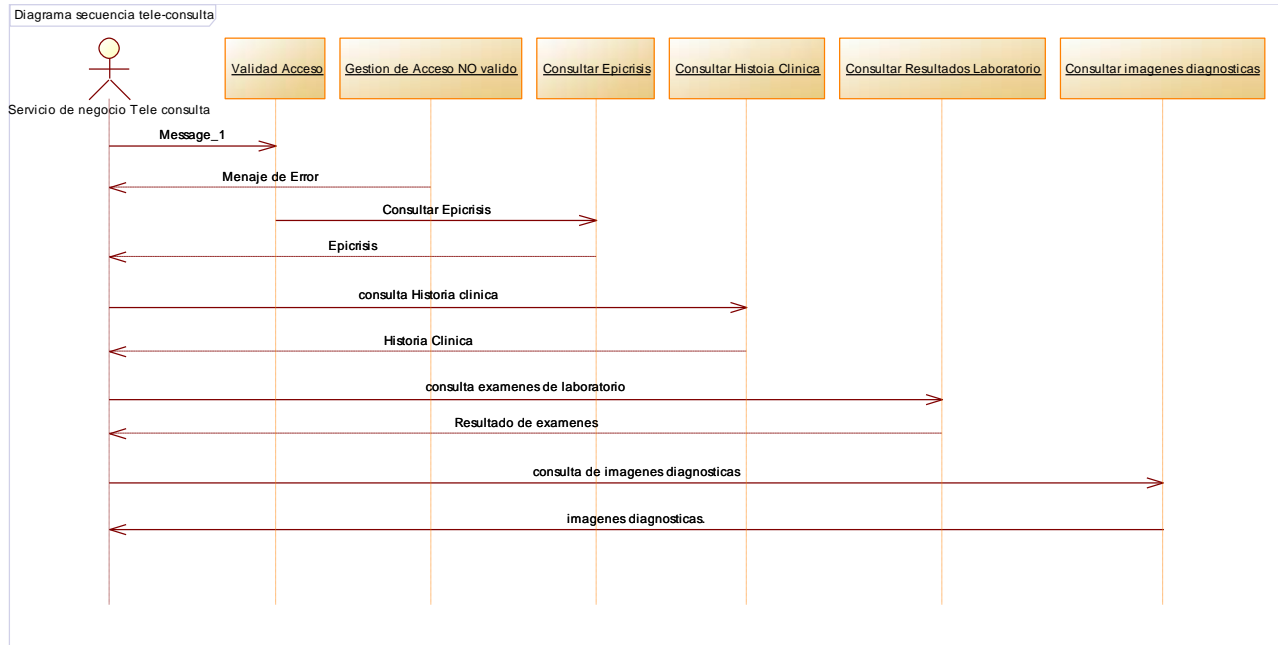 Diagrama secuencia tele-consulta
Servicio de negocio Tele consulta
Validad Acceso
Gestion de Acceso NO valido
Consultar Epicrisis
Consultar Histoia Clinica
Consultar Resultados Laboratorio
Consultar imagenes diagnosticas
Message_1
Menaje de Error
Consultar Epicrisis
Epicrisis
consulta Historia clinica
Historia Clinica
consulta examenes de laboratorio
Resultado de examenes
consulta de imagenes diagnosticas
imagenes diagnosticas.